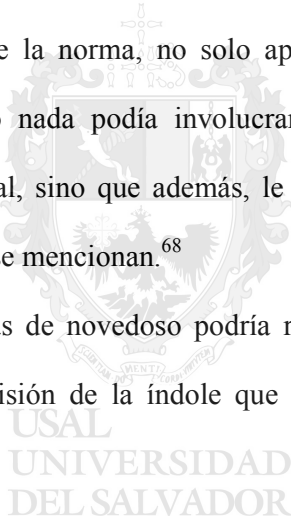 e la norma, no solo ap
nada podía involucrar
al, sino que además, le
se mencionan.68
s de novedoso podría
isión de la índole que
USAL
UNIVERSIDAD
DEL SALVADOR